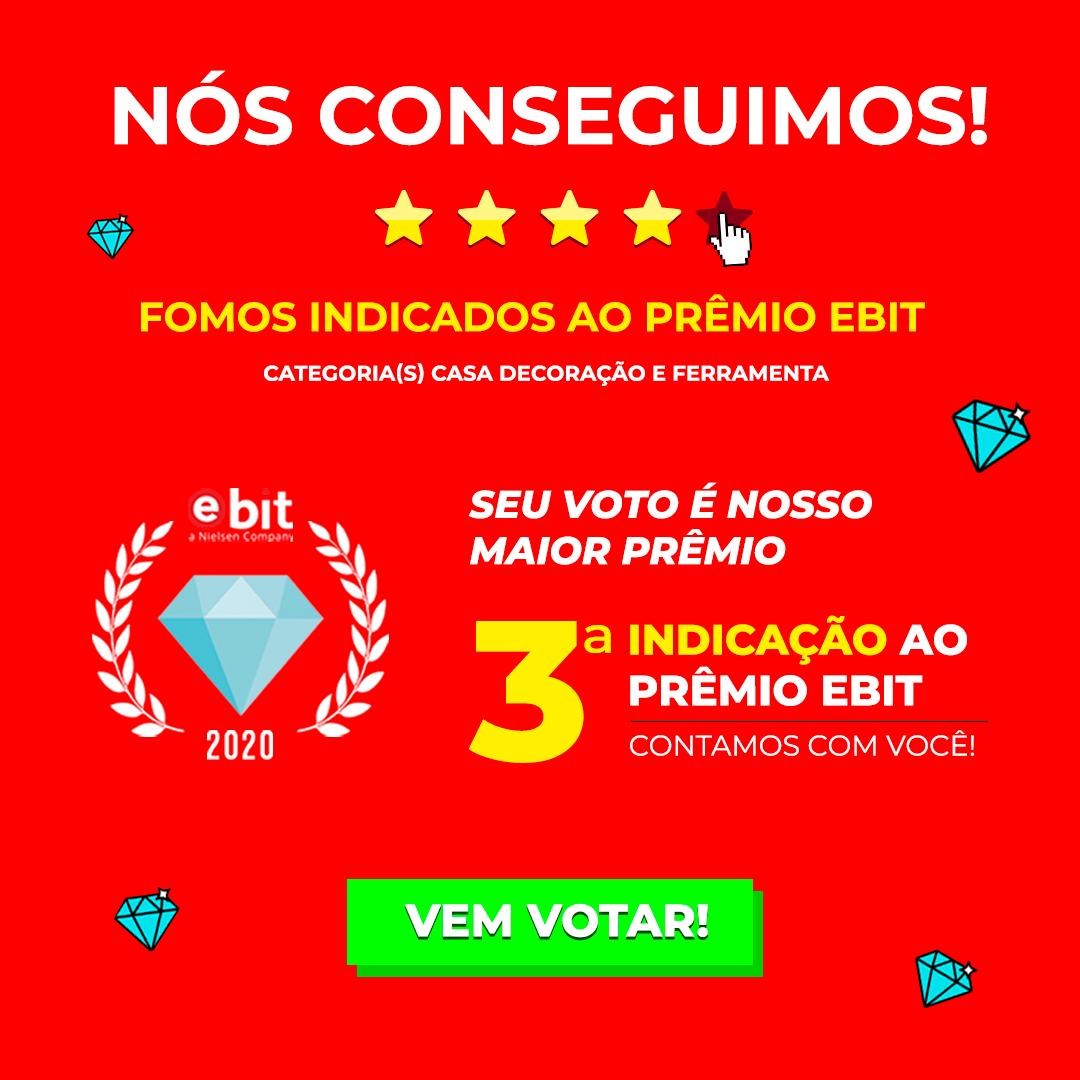 NÓS CONSEGUIMOS!
FOMOS INDICADOS AO PRÊMIO EBIT
CATEGORIA(S) CASA DECORAÇÃO E FERRAMENTA
ebit
a Nielsen Company
2020
SEU VOTO É NOSSO
MAIOR PRÊMIO
3a INDICAÇÃO AO
PRÊMIO EBIT
CONTAMOS COM VOCÊ!
VEM VOTAR!